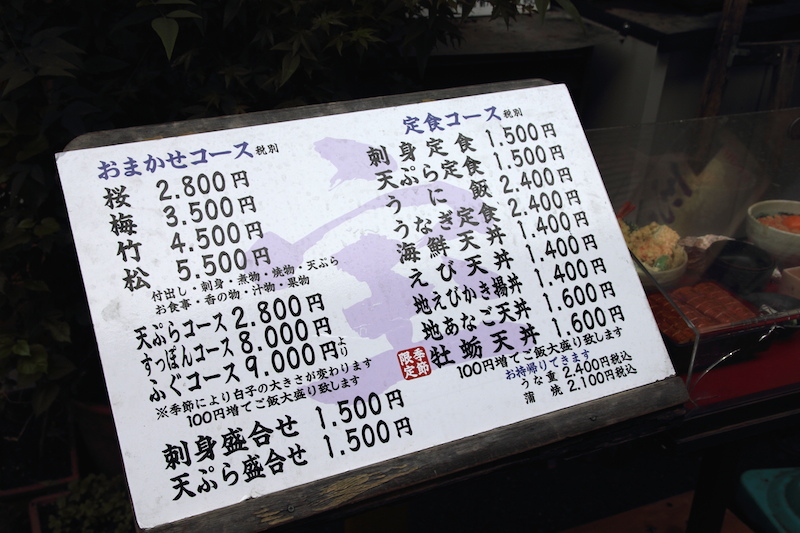 おまかせコース 税別
桜 2.800円
梅 3.500円
竹 4.500円
松 5.500円
付出し・刺身・煮物・焼物・天ぷら
お食事・香の物・汁物・果物
天ぷらコース 2.800円
すっぽんコース 8.000円
ふぐコース 9.000円より
※季節により白子の大きさが変わります
100円増てご飯大盛り致します
刺身盛合せ 1.500円
天ぷら盛合せ 1.500円
定食コース 税別
刺身定食 1.500円
天ぷら定食 1.500円
うに飯 2.400円
うなぎ定食 2.400円
海鮮天丼 1.400円
えび天丼 1.400円
地えびかき揚丼 1.400円
地あなご天丼 1.600円
季節限定 牡蛎天丼 1.600円
100円増てご飯大盛り致します
お持帰りできます
うな重 2.400円税込
蒲焼 2.100円税込